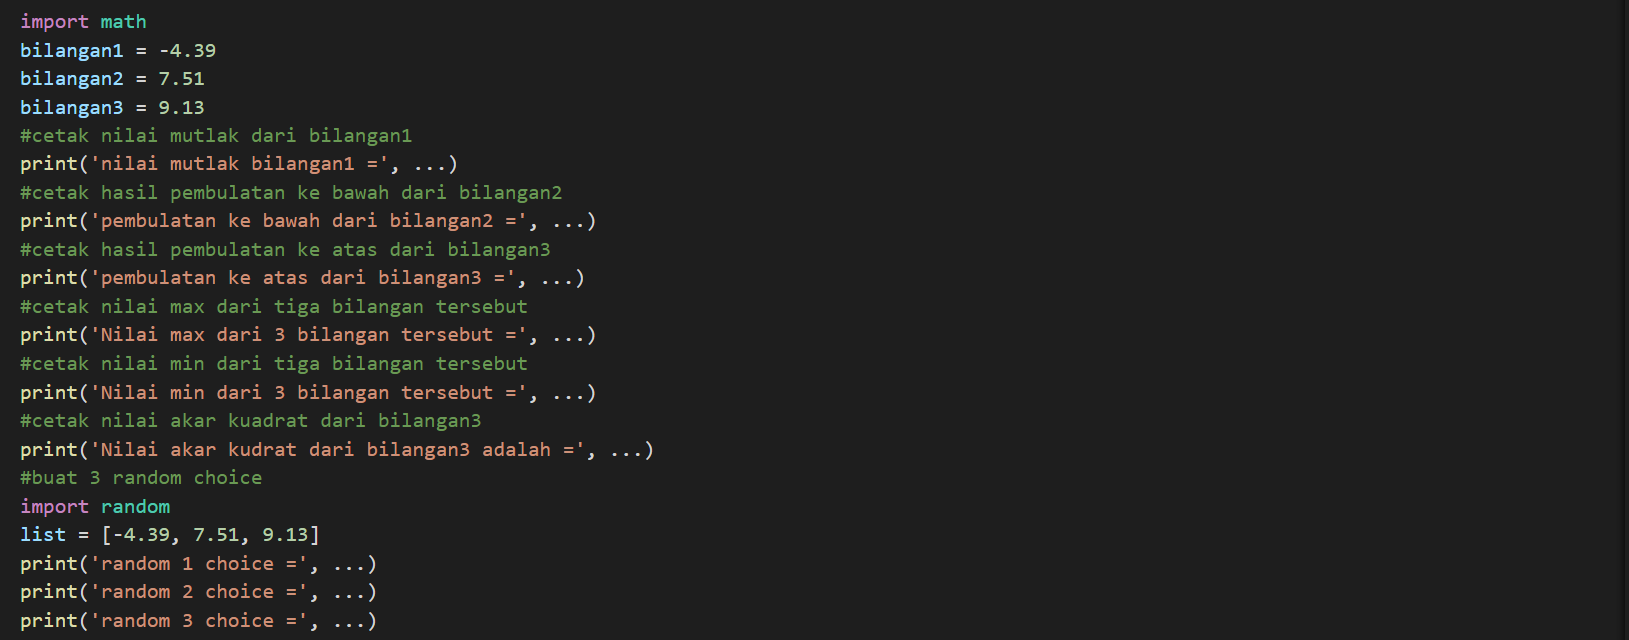 import math
bilangan1 = -4.39
bilangan2 = 7.51
bilangan3 = 9.13
#cetak nilai mutlak dari bilangan1
print('nilai mutlak bilangan1 =', ...)
#cetak hasil pembulatan ke bawah dari bilangan2
print('pembulatan ke bawah dari bilangan2 =', ...)
#cetak hasil pembulatan ke atas dari bilangan3
print('pembulatan ke atas dari bilangan3 =', ...)
#cetak nilai max dari tiga bilangan tersebut
print('Nilai max dari 3 bilangan tersebut =', ...)
#cetak nilai min dari tiga bilangan tersebut
print('Nilai min dari 3 bilangan tersebut =', ...)
#cetak nilai akar kuadrat dari bilangan3
print('Nilai akar kudrat dari bilangan3 adalah =', ...)
#buat 3 random choice
import random
list = [-4.39, 7.51, 9.13]
print('random 1 choice =', ...)
print('random 2 choice =', ...)
print('random 3 choice =', ...)